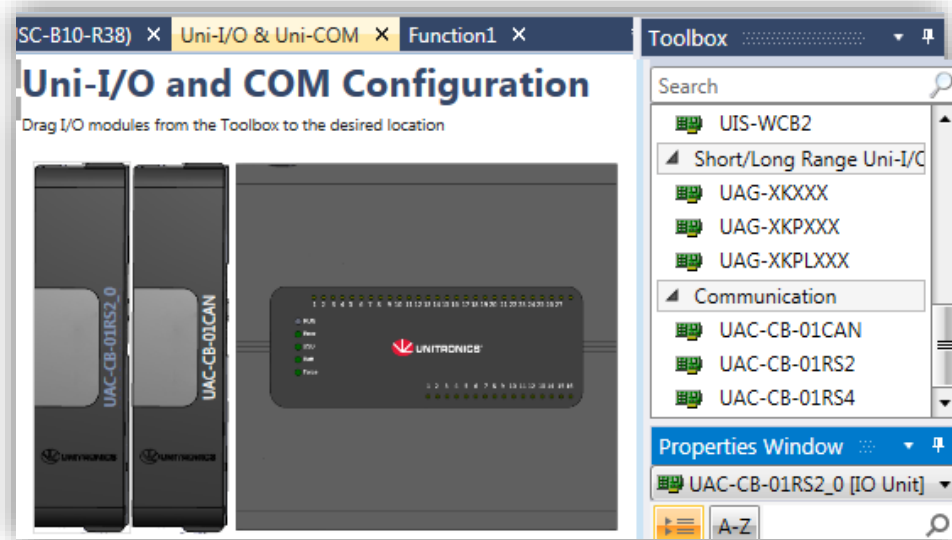 ISC-B10-R38) × Uni-I/O & Uni-COM × Function1 ×
Uni-I/O and COM Configuration
Drag I/O modules from the Toolbox to the desired location
UAC-CB-01RS2_0
UNITRONICS
UAC-CB-01CAN
UNITRONICS
RUN
UNITRONICS
Toolbox
Search
UIS-WCB2
Short/Long Range Uni-I/O
UAG-XKXXX
UAG-XKPXXX
UAG-XKPLXXX
Communication
UAC-CB-01CAN
UAC-CB-01RS2
UAC-CB-01RS4
Properties Window
UAC-CB-01RS2_0 [IO Unit]
A-Z